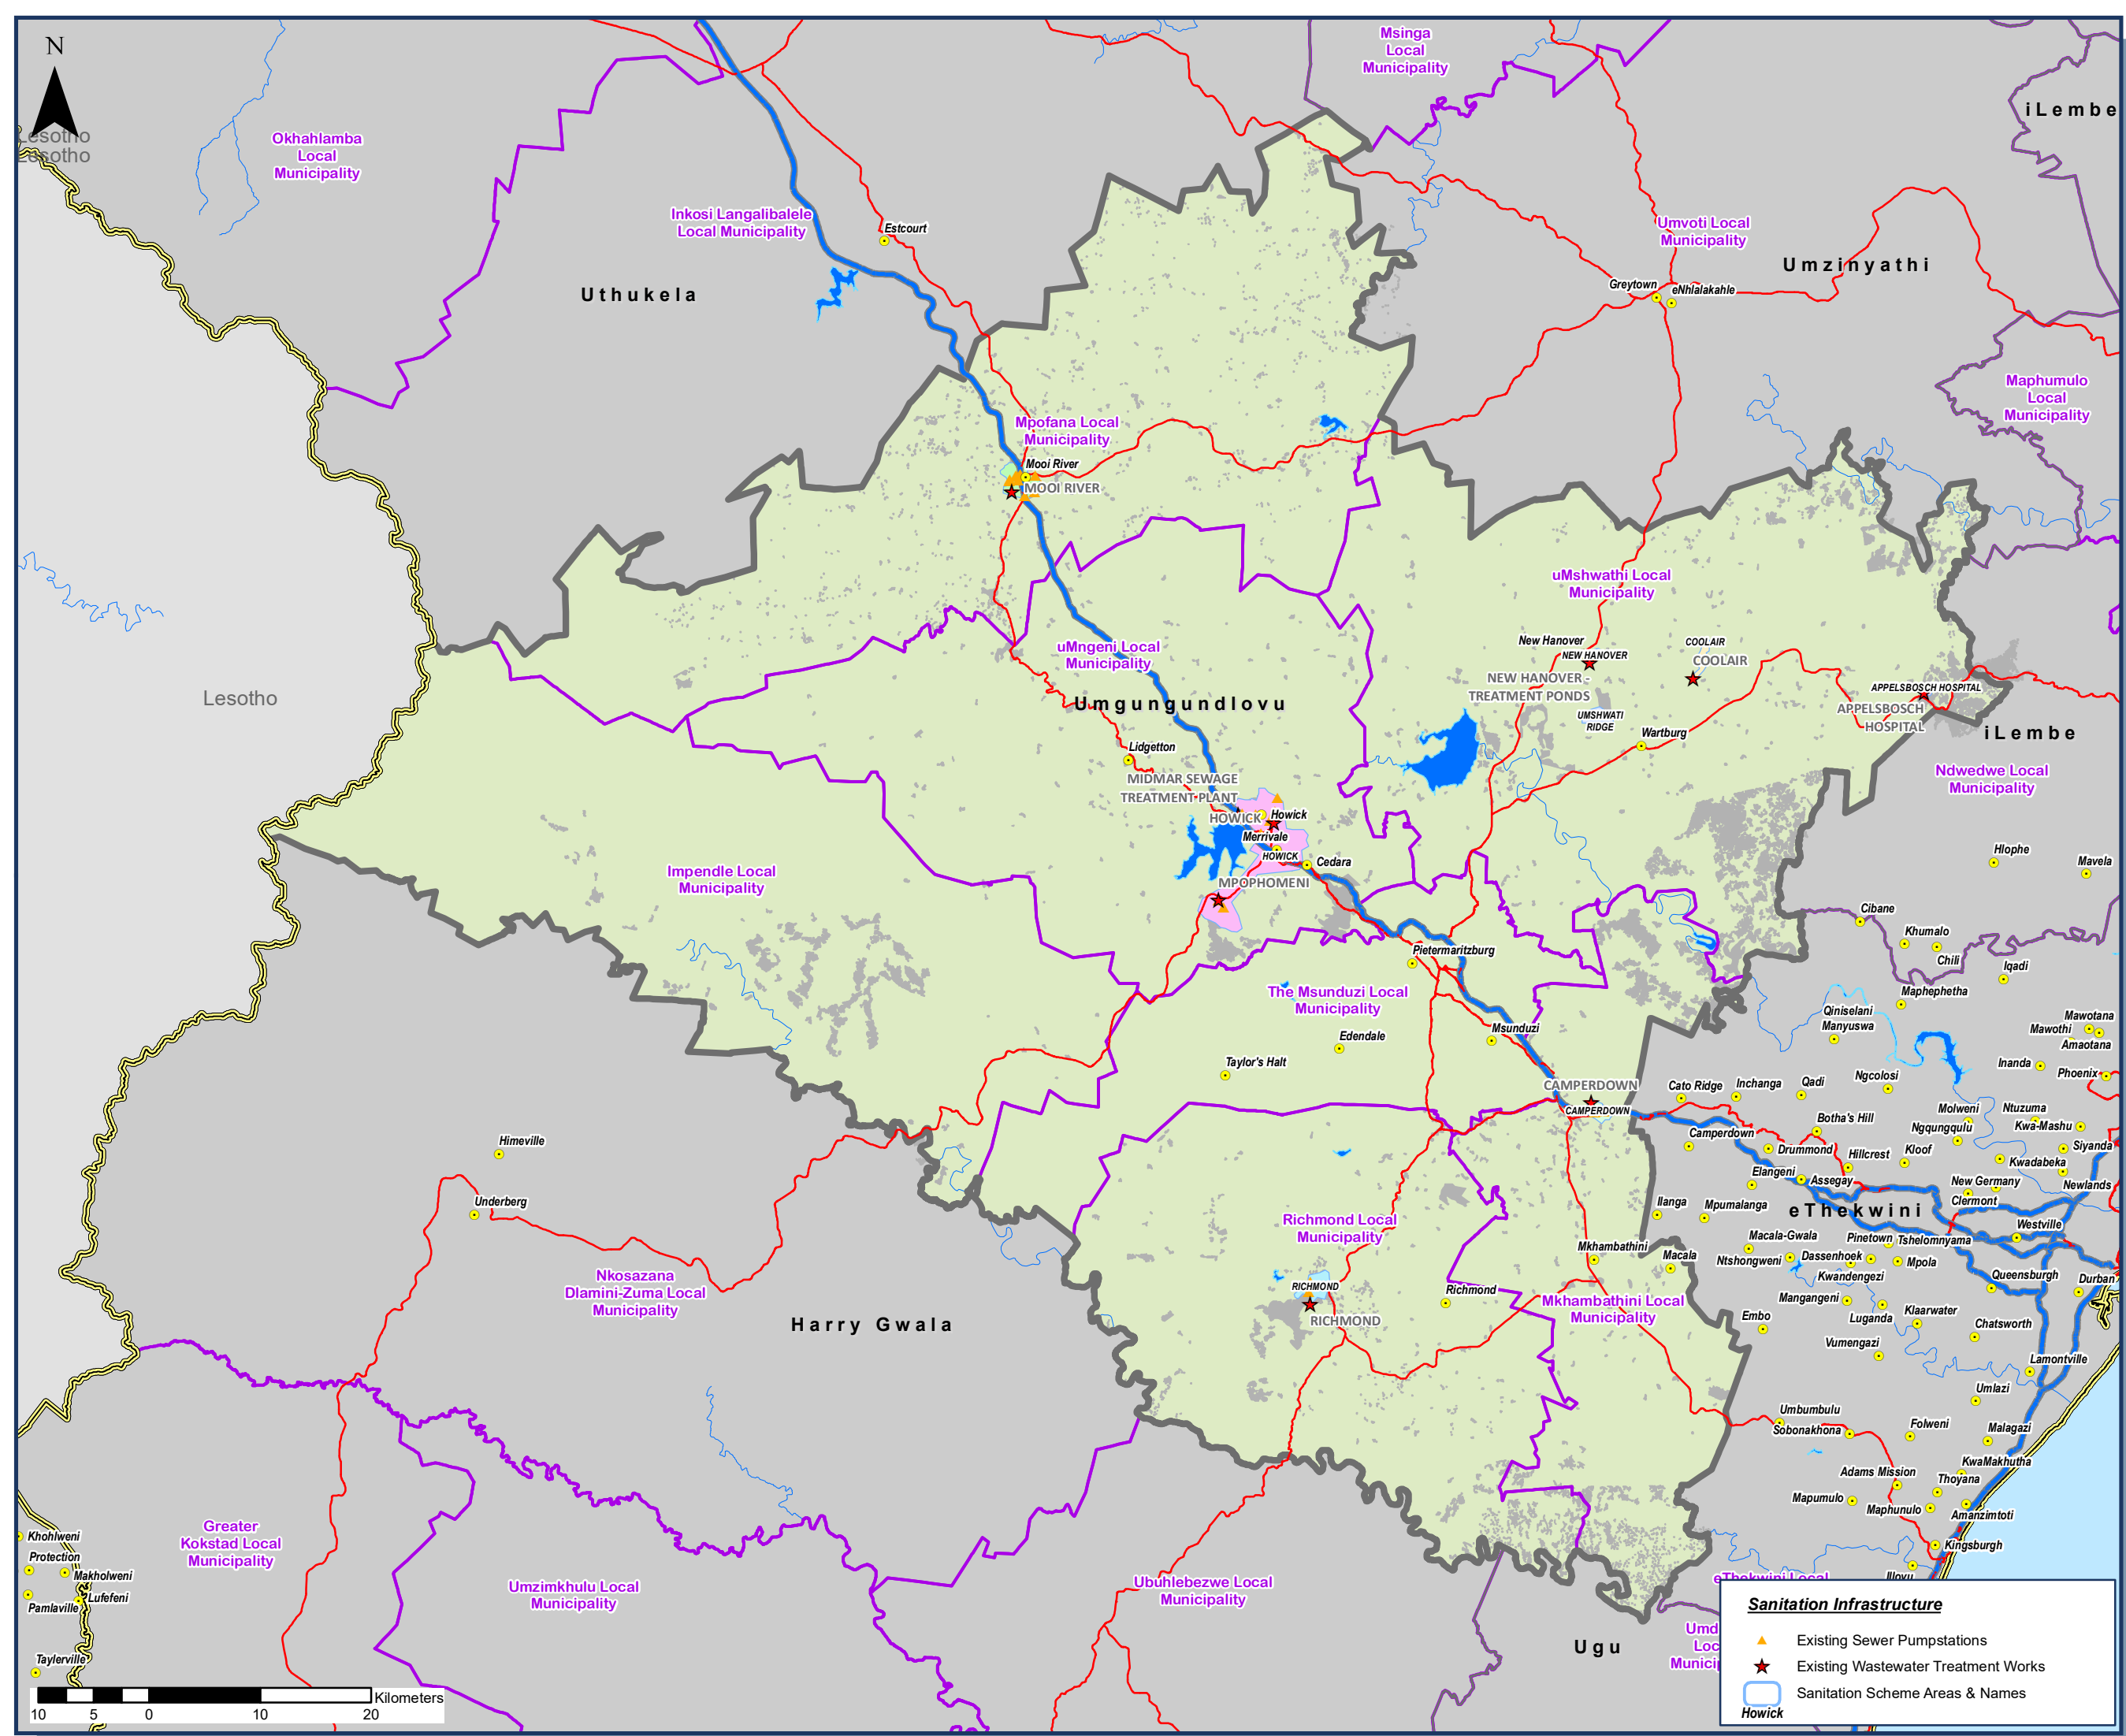 N
Lesotho
Lesotho
Okhahlamba
Local
Municipality
Msinga
Local
Municipality
iLembe
Inkosi Langalibalele
Local Municipality
Estcourt
Uthukela
Umvoti Local
Municipality
Umzinyathi
Greytown
eNhlalakahle
Maphumulo
Local
Municipality
Mpofana Local
Municipality
Mooi River
MOOI RIVER
uMshwathi Local
Municipality
uMngeni Local
Municipality
New Hanover
NEW HANOVER
NEW HANOVER -
TREATMENT PONDS
COOLAIR
COOLAIR
UMSHWATI
RIDGE
Wartburg
APPELSBOSCH HOSPITAL
APPELSBOSCH
HOSPITAL
iLembe
Ndwedwe Local
Municipality
Lesotho
Umgungundlovu
Lidgetton
MIDMAR SEWAGE
TREATMENT PLANT
HOWICK
Howick
Merrivale
HOWICK
Cedara
MPOPHOMENI
Impendle Local
Municipality
Hlophe
Mavela
Cibane
Khumalo
Chili
Iqadi
Pietermaritzburg
The Msunduzi Local
Municipality
Edendale
Msunduzi
Taylor's Halt
Maphephetha
Qiniselani
Manyuswa
Mawotana
Mawothi
Amaotana
Inanda
Phoenix
CAMPERDOWN
CAMPERDOWN
Cato Ridge
Inchanga
Qadi
Ngcolosi
Botha's Hill
Molweni
Ngqungqulu
Ntuzuma
Kwa-Mashu
Siyanda
Camperdown
Drummond
Hillcrest
Kloof
Kwadabeka
Elangeni
Assegay
New Germany
Clermont
Newlands
Ilanga
Mpumalanga
eThekwini
Westville
Himeville
Underberg
Macala-Gwala
Pinetown
Tshelomnyama
Ntshongweni
Dassenhoek
Mpola
Kwandengezi
Queensburgh
Durban
Mkhambathini
Macala
Richmond Local
Municipality
RICHMOND
RICHMOND
Richmond
Mkhambathini Local
Municipality
Mangangeni
Luganda
Klaarwater
Embo
Chatsworth
Vumengazi
Lamontville
Nkosazana
Dlamini-Zuma Local
Municipality
Harry Gwala
Umlazi
Umbumbulu
Sobonakhona
Folweni
Malagazi
KwaMakhutha
Adams Mission
Thoyana
Mapumulo
Maphunulo
Amanzimtoti
Kingsburgh
Illovu
Greater
Kokstad Local
Municipality
Khohlweni
Protection
Makholweni
Lufefeni
Pamlaville
Taylerville
Umzimkhulu Local
Municipality
Ubuhlebezwe Local
Municipality
Ugu
eThekwini Local
Sanitation Infrastructure
Existing Sewer Pumpstations
Existing Wastewater Treatment Works
Sanitation Scheme Areas & Names
Howick
Kilometers
10 5 0 10 20